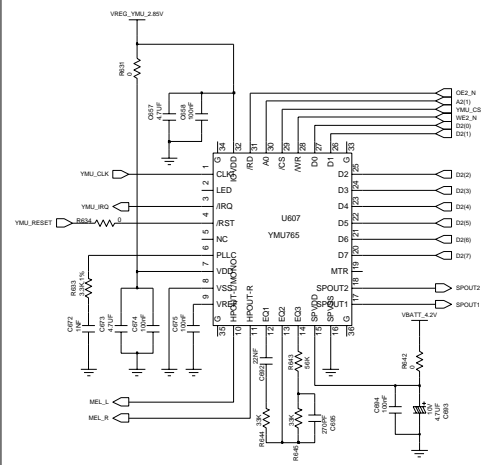 VREG_YMU_2.85V
R631
0
C657
4.7UF
C658
100nF
OE2_N
A2(1)
YMU_CS
WE2_N
D2(0)
D2(1)
34 32 31 30 29 28 27 26 33
G IOVDD /RD A0 /CS /WR D0 D1 G
YMU_CLK 1 CLKI
2 LED
YMU_IRQ 3 /IRQ
YMU_RESET R634 0 4 /RST
5 NC
6 PLLC
7 VDD
8 VSS
9 VREF
U607
YMU765
D2 25 D2(2)
D3 24 D2(3)
D4 23 D2(4)
D5 22 D2(5)
D6 21 D2(6)
D7 20 D2(7)
MTR 19
SPOUT2 18 SPOUT2
SPOUT1 17 SPOUT1
G HPOUT-L/MONO HPOUT-R EQ1 EQ2 EQ3 SPVDD SPVSS G
35 10 11 12 13 14 15 16 36
R633
3.3K,1%
C672
1NF
C673
4.7UF
C674
100nF
C675
100nF
22NF
C692
R643
56K
VBATT_4.2V
R642
0
MEL_L
MEL_R
33K
R644
33K
R645
270PF
C695
C694
100nF
10V
4.7UF
C693